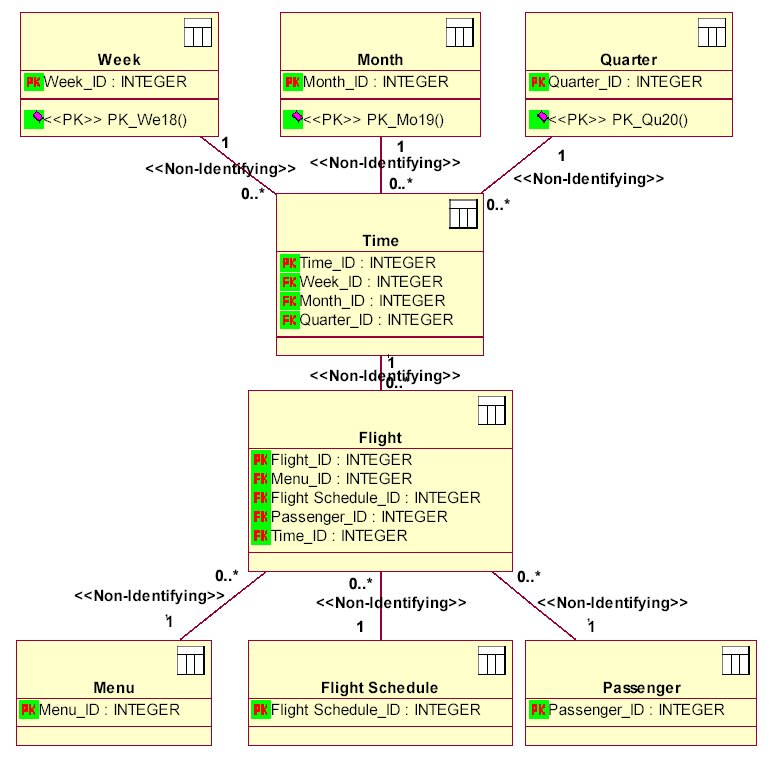 Week
PK Week_ID : INTEGER
<<PK>> PK_We18()
Month
PK Month_ID : INTEGER
<<PK>> PK_Mo19()
Quarter
PK Quarter_ID : INTEGER
<<PK>> PK_Qu20()
1
<<Non-Identifying>>
0..*
1
<<Non-Identifying>>
0..*
1
<<Non-Identifying>>
0..*
Time
PK Time_ID : INTEGER
FK Week_ID : INTEGER
FK Month_ID : INTEGER
FK Quarter_ID : INTEGER
1
<<Non-Identifying>>
0..*
Flight
PK Flight_ID : INTEGER
FK Menu_ID : INTEGER
FK Flight Schedule_ID : INTEGER
FK Passenger_ID : INTEGER
FK Time_ID : INTEGER
0..*
<<Non-Identifying>>
1
0..*
<<Non-Identifying>>
1
0..*
<<Non-Identifying>>
1
Menu
PK Menu_ID : INTEGER
Flight Schedule
PK Flight Schedule_ID : INTEGER
Passenger
PK Passenger_ID : INTEGER